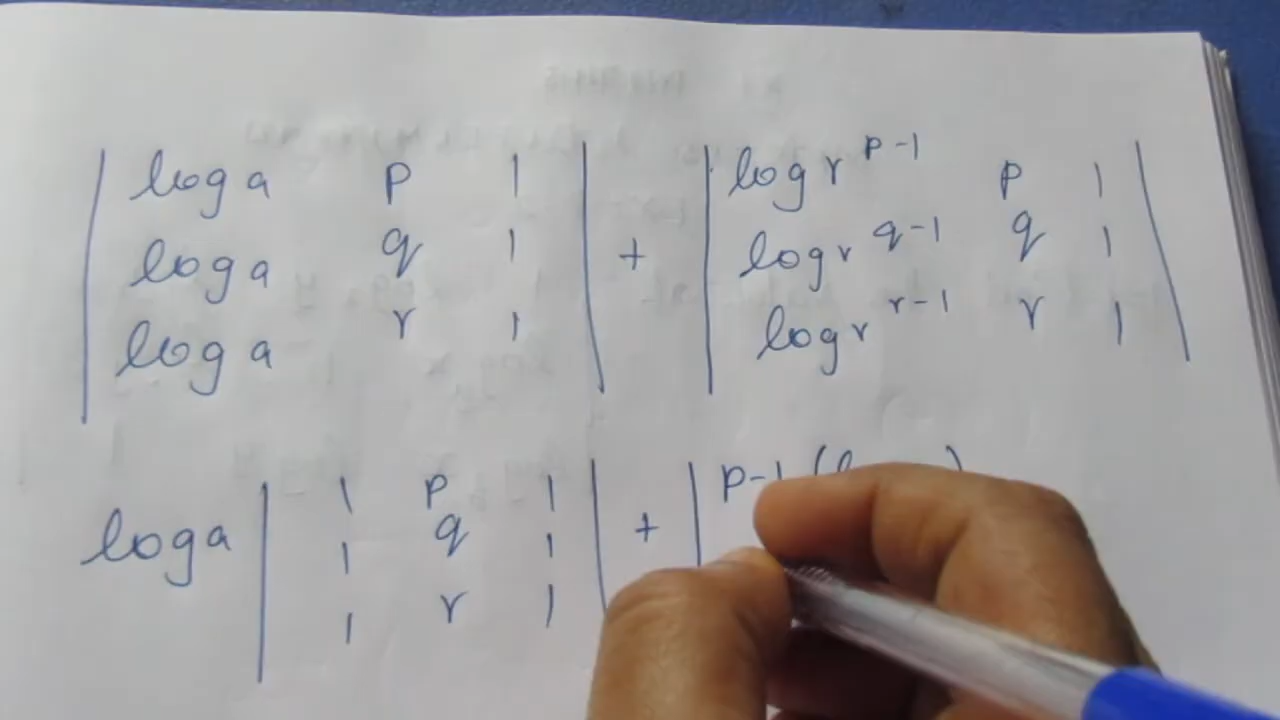 | log a p 1 | + | log r^{p-1} p 1 |
| log a q 1 | | log r^{q-1} q 1 |
| log a r 1 | | log r^{r-1} r 1 |
log a | 1 p 1 | + | p-1 (
| 1 q 1 |
| 1 r 1 |